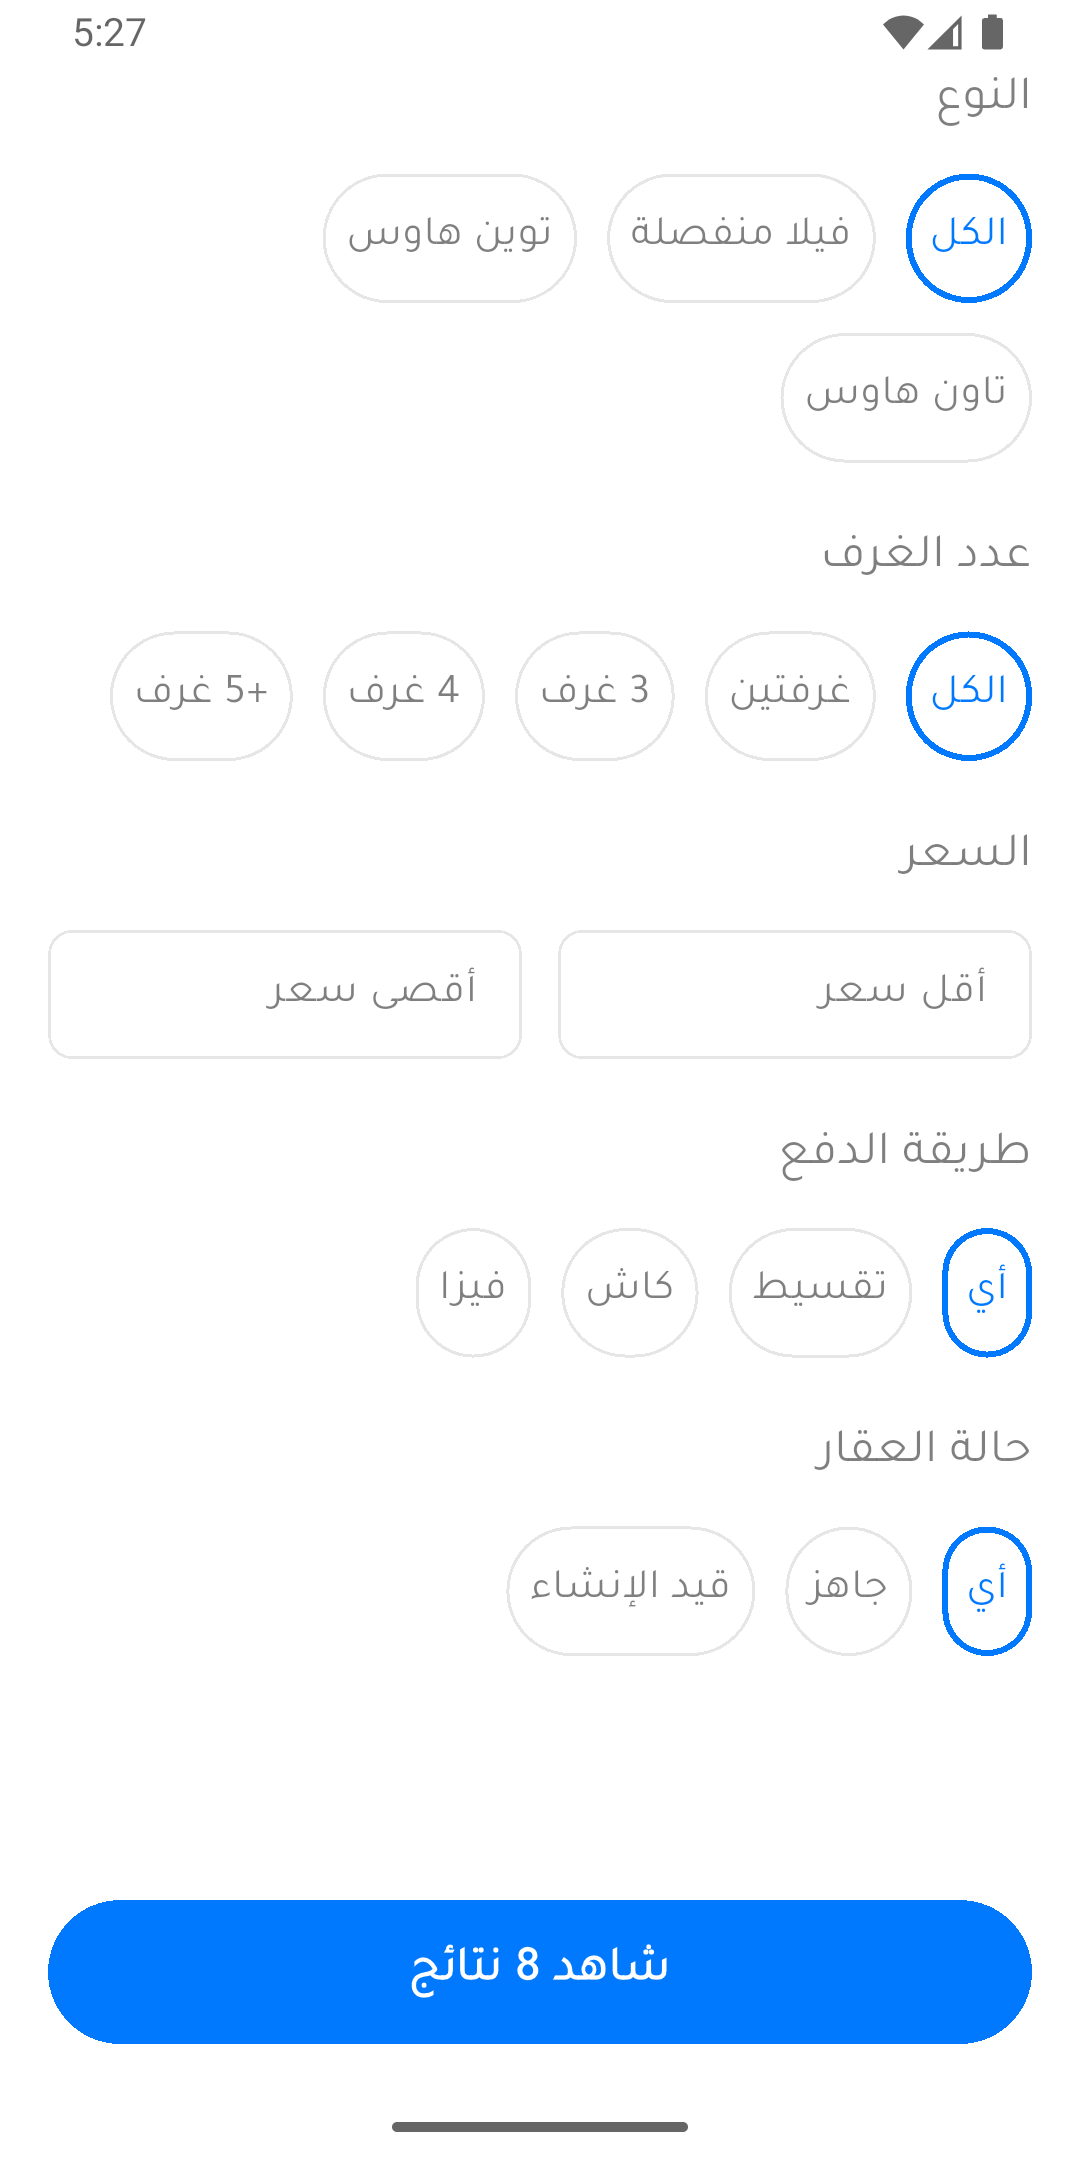 5:27
النوع
الكل فيلا منفصلة توين هاوس
تاون هاوس
عدد الغرف
الكل غرفتين 3 غرف 4 غرف +5 غرف
السعر
أقل سعر أقصى سعر
طريقة الدفع
أي تقسيط كاش فيزا
حالة العقار
أي جاهز قيد الإنشاء
شاهد 8 نتائج